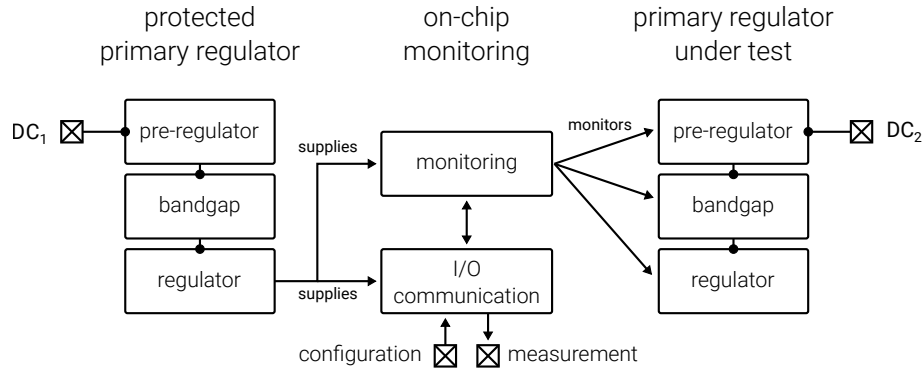 protected
primary regulator
on-chip
monitoring
primary regulator
under test
DC₁
pre-regulator
bandgap
regulator
supplies
supplies
monitoring
I/O
communication
configuration
measurement
monitors
pre-regulator
bandgap
regulator
DC₂